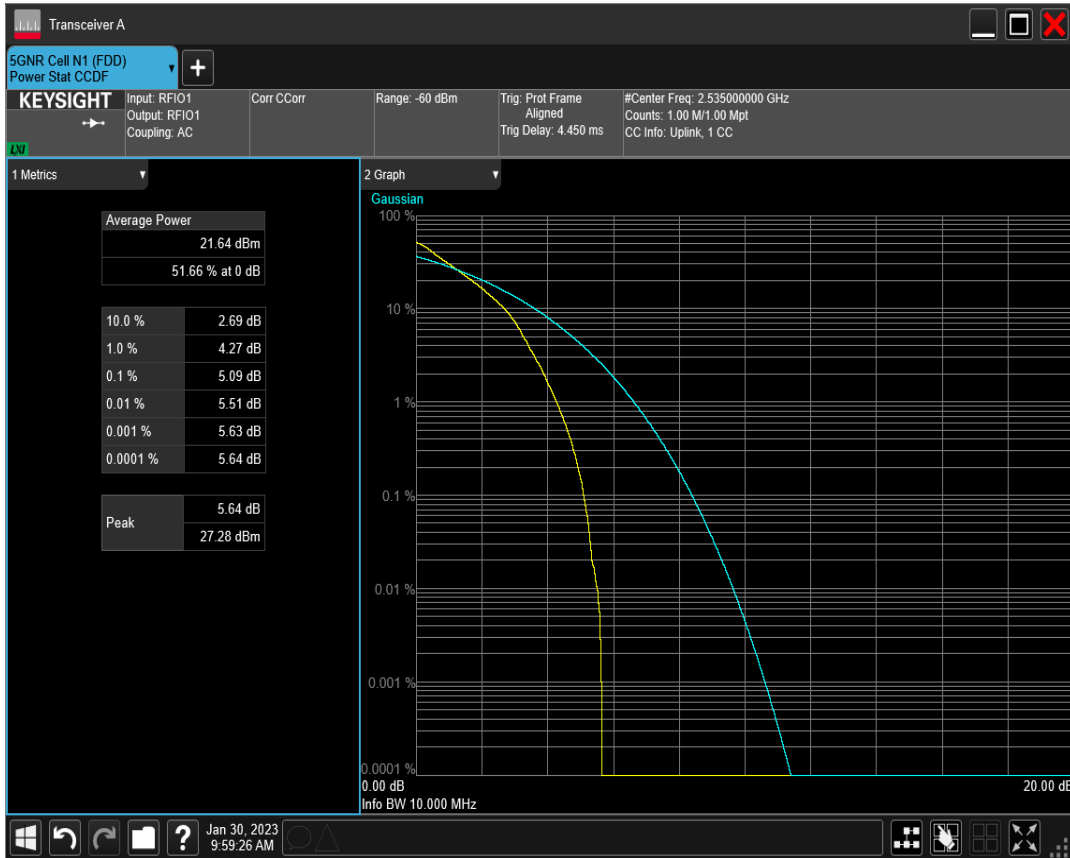 Transceiver A
5GNR Cell N1 (FDD)
Power Stat CCDF
+
KEYSIGHT
LXI
Input: RFIO1
Output: RFIO1
Coupling: AC
Corr CCorr
Range: -60 dBm
Trig: Prot Frame
Aligned
Trig Delay: 4.450 ms
#Center Freq: 2.535000000 GHz
Counts: 1.00 M/1.00 Mpt
CC Info: Uplink, 1 CC
1 Metrics
Average Power
21.64 dBm
51.66 % at 0 dB
10.0 % 2.69 dB
1.0 % 4.27 dB
0.1 % 5.09 dB
0.01 % 5.51 dB
0.001 % 5.63 dB
0.0001 % 5.64 dB
Peak
5.64 dB
27.28 dBm
2 Graph
Gaussian
100 %
10 %
1 %
0.1 %
0.01 %
0.001 %
0.0001 %
0.00 dB 20.00 dB
Info BW 10.000 MHz
?
Jan 30, 2023
9:59:26 AM